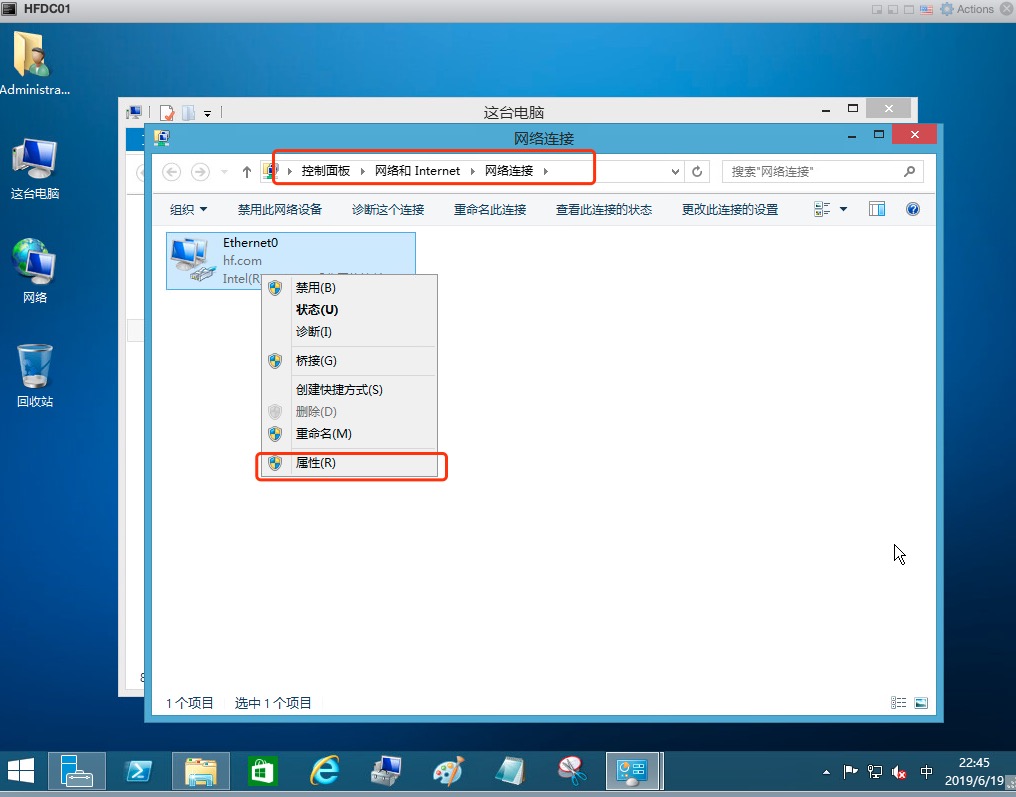 HFDC01
Actions
Administra...
这台电脑
网络
回收站
这台电脑
网络连接
控制面板
网络和 Internet
网络连接
搜索"网络连接"
组织
禁用此网络设备
诊断这个连接
重命名此连接
查看此连接的状态
更改此连接的设置
Ethernet0
hf.com
Intel(R)
禁用(B)
状态(U)
诊断(I)
桥接(G)
创建快捷方式(S)
删除(D)
重命名(M)
属性(R)
1 个项目
选中 1 个项目
中
22:45
2019/6/19